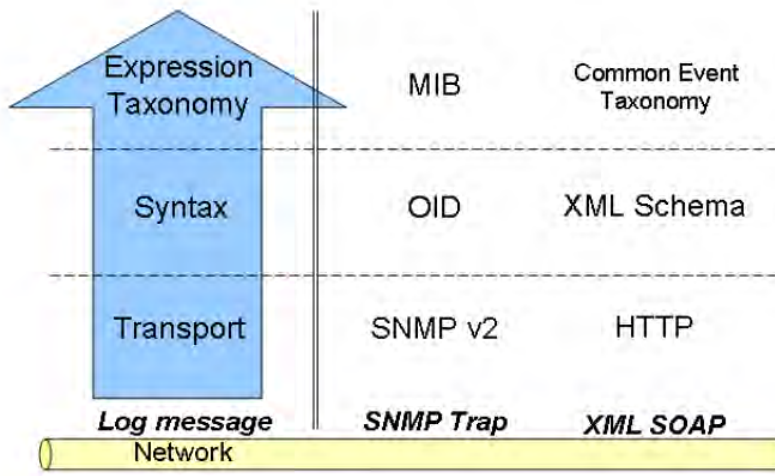 Expression
Taxonomy
MIB
Common Event
Taxonomy
Syntax
OID
XML Schema
Transport
SNMP v2
HTTP
Log message
SNMP Trap
XML SOAP
Network